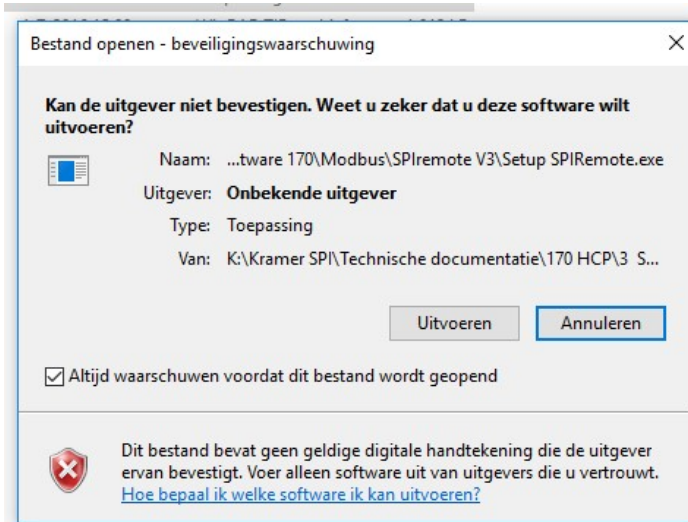 Bestand openen - beveiligingswaarschuwing
Kan de uitgever niet bevestigen. Weet u zeker dat u deze software wilt
uitvoeren?
Naam: ...tware 170\Modbus\SPIremote V3\Setup SPIRemote.exe
Uitgever: Onbekende uitgever
Type: Toepassing
Van: K:\Kramer SPI\Technische documentatie\170 HCP\3 S...
Uitvoeren Annuleren
Altijd waarschuwen voordat dit bestand wordt geopend
Dit bestand bevat geen geldige digitale handtekening die de uitgever
ervan bevestigt. Voer alleen software uit van uitgevers die u vertrouwt.
Hoe bepaal ik welke software ik kan uitvoeren?